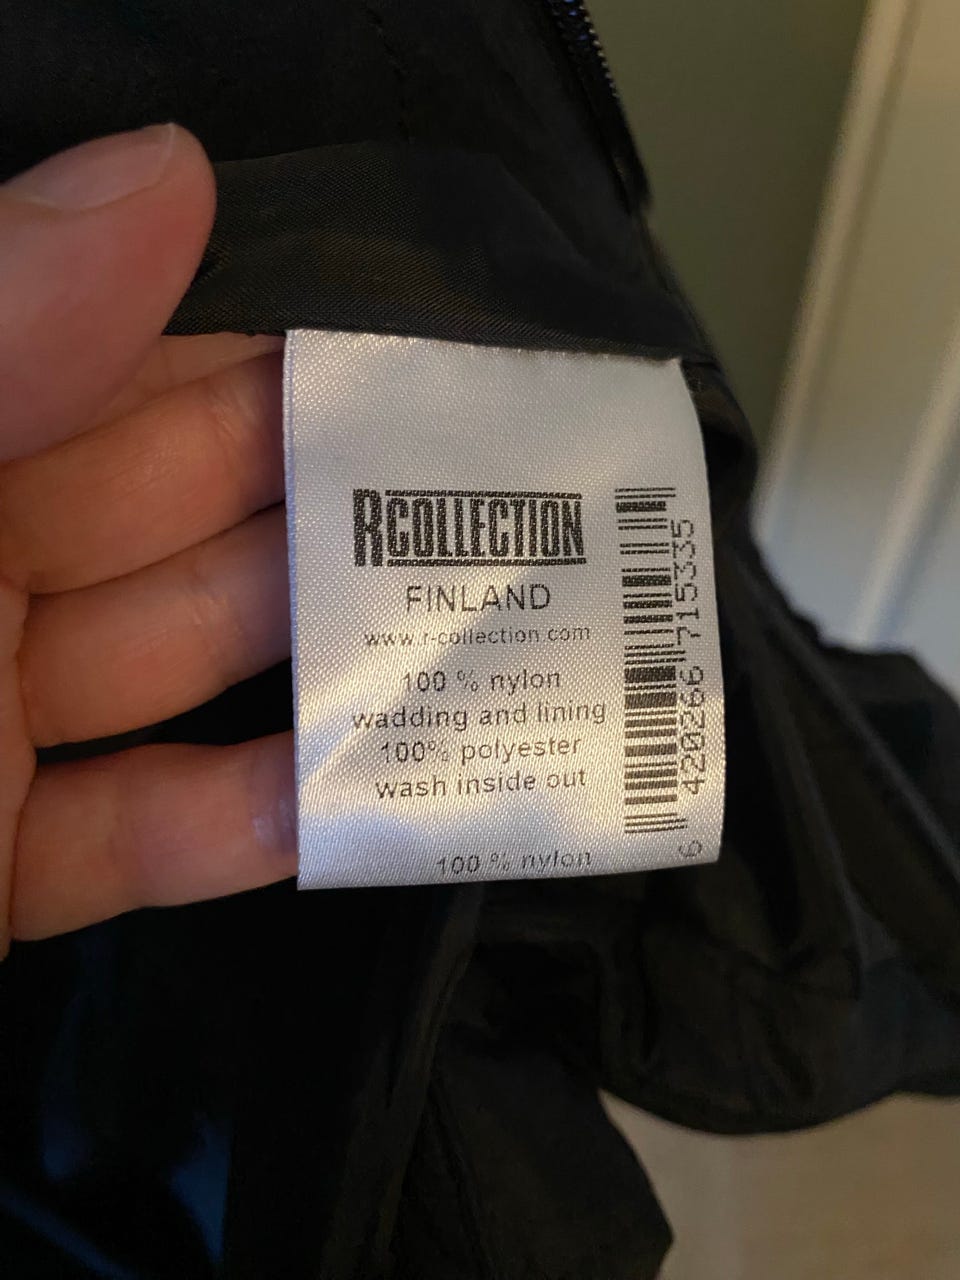 RCOLLECTION
FINLAND
www.r-collection.com
100 % nylon
wadding and lining
100% polyester
wash inside out
100 % nylon
6 420266 715335